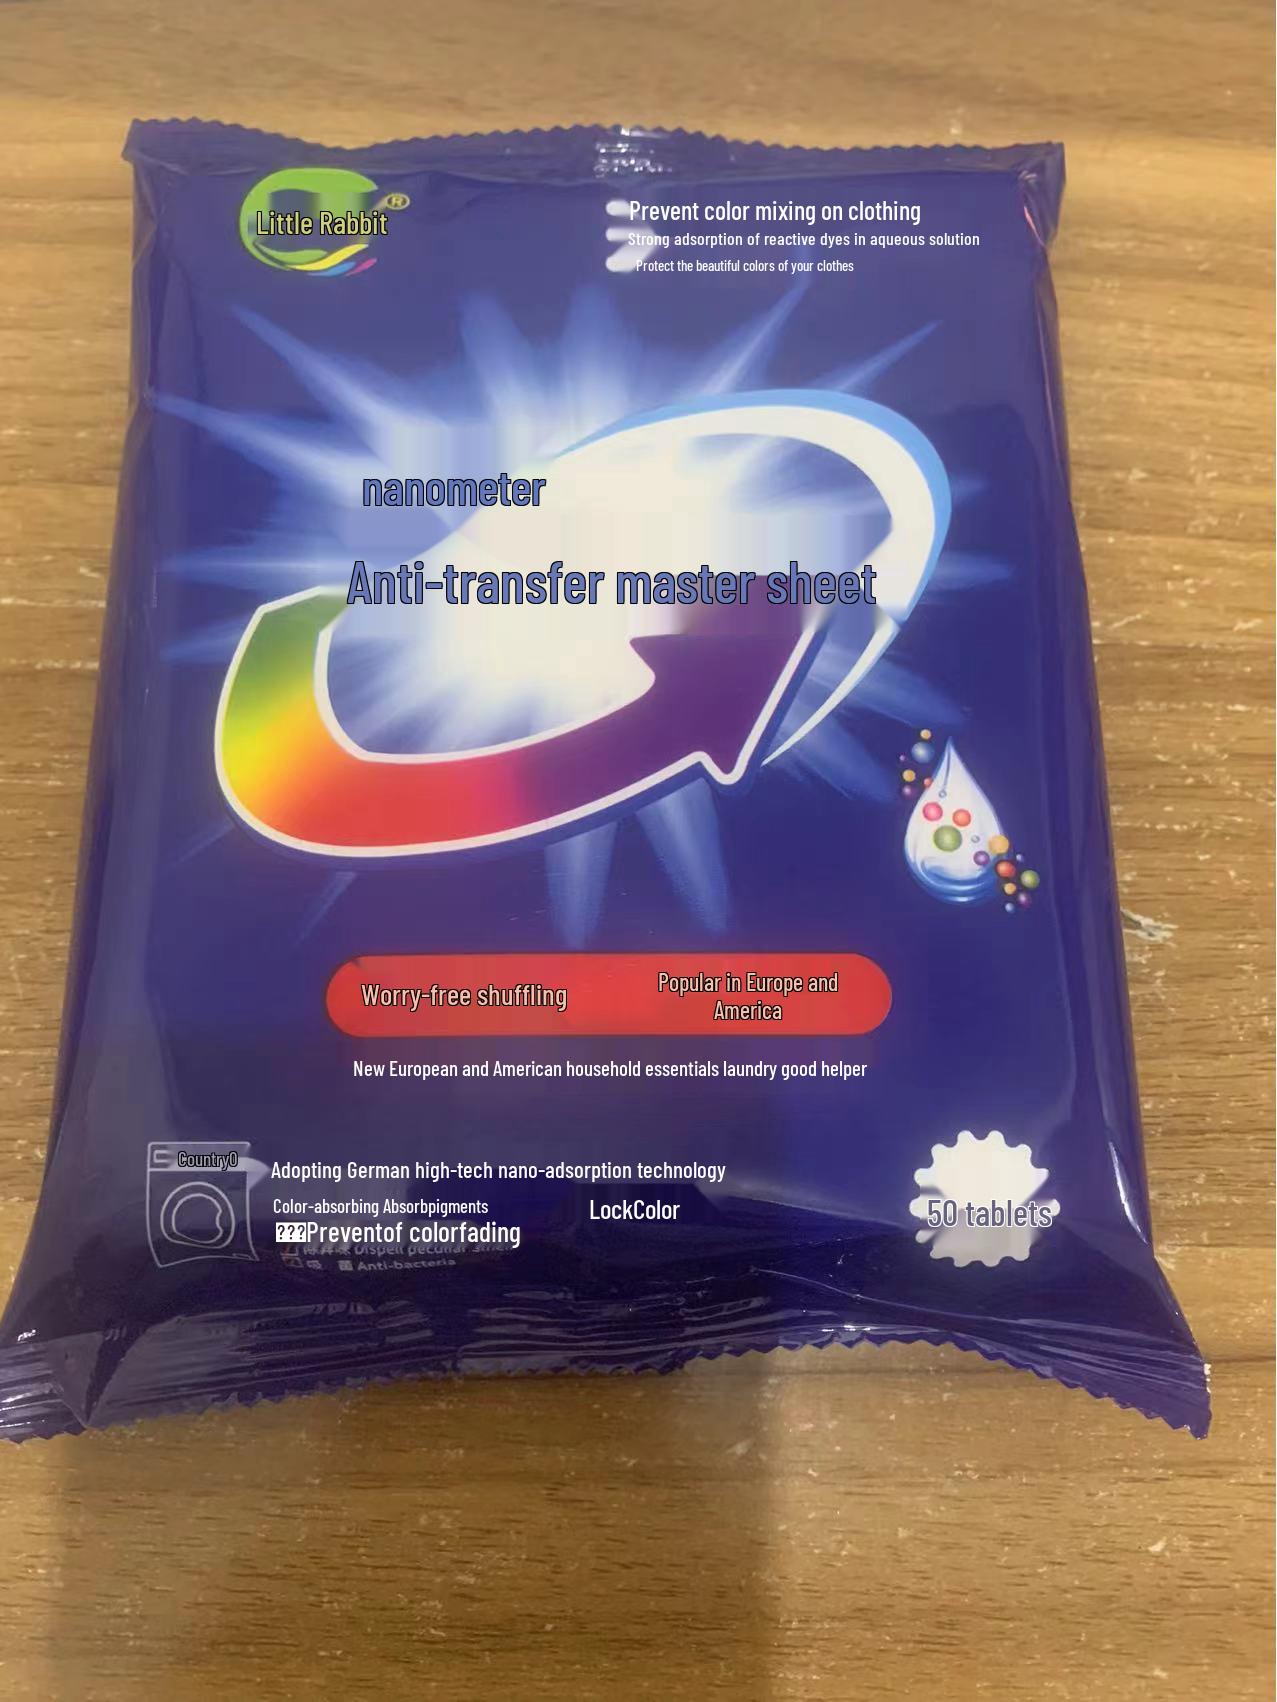 Little Rabbit®
Prevent color mixing on clothing
Strong adsorption of reactive dyes in aqueous solution
Protect the beautiful colors of your clothes
nanometer
Anti-transfer master sheet
Worry-free shuffling
Popular in Europe and
America
New European and American household essentials laundry good helper
CountryO
Adopting German high-tech nano-adsorption technology
Color-absorbing Absorbpigments
LockColor
???Preventof colorfading
Dispell peculiar
Anti-bacteria
50 tablets